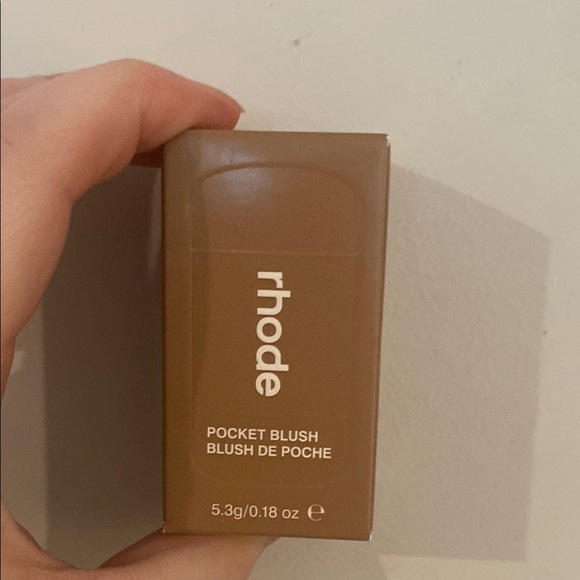 rhode
POCKET BLUSH
BLUSH DE POCHE
5.3g/0.18 oz ℮